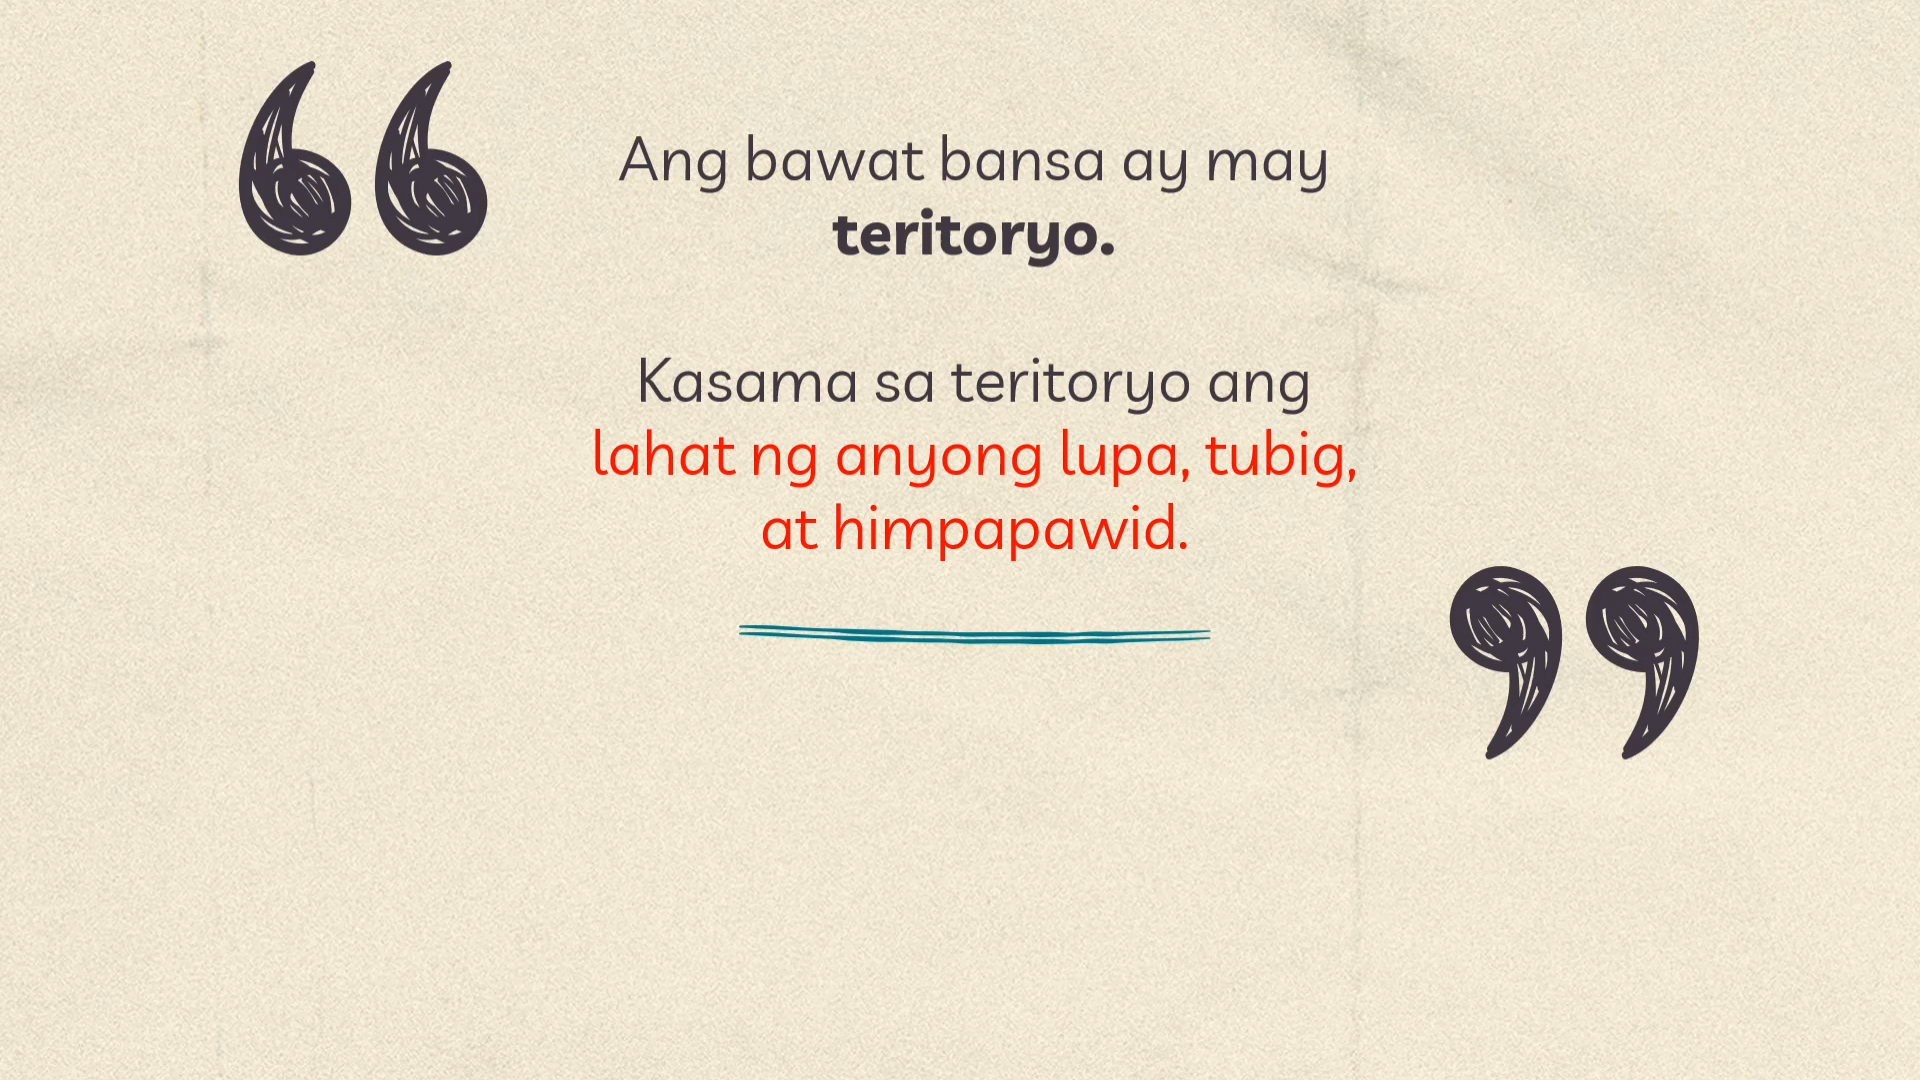 Ang bawat bansa ay may
teritoryo.
Kasama sa teritoryo ang
lahat ng anyong lupa, tubig,
at himpapawid.